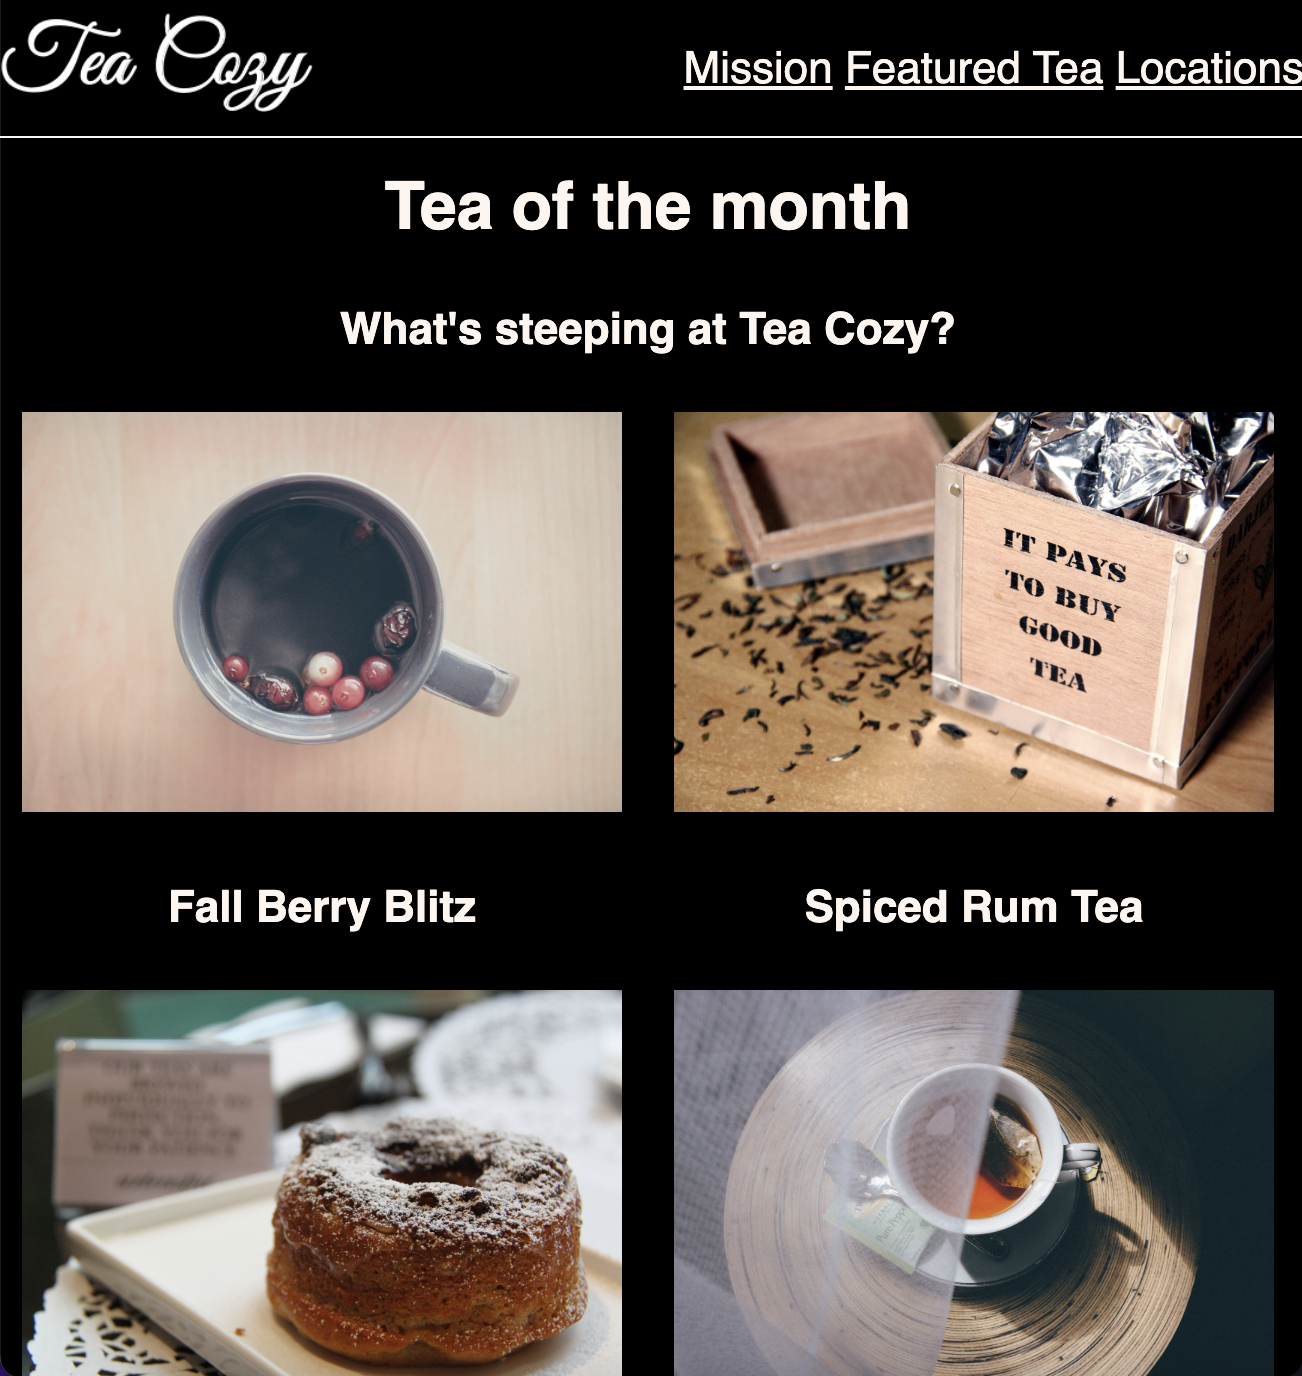 Tea Cozy
Mission Featured Tea Locations
Tea of the month
What's steeping at Tea Cozy?
IT PAYS
TO BUY
GOOD
TEA
Fall Berry Blitz
Spiced Rum Tea